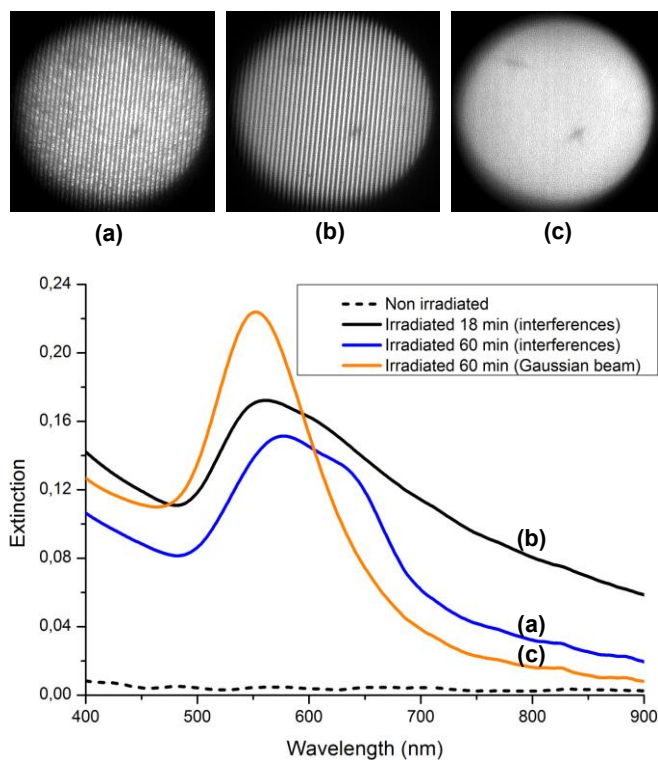 (a)
(b)
(c)
0,24
0,20
0,16
0,12
0,08
0,04
0,00
Extinction
Non irradiated
Irradiated 18 min (interferences)
Irradiated 60 min (interferences)
Irradiated 60 min (Gaussian beam)
(b)
(a)
(c)
400 500 600 700 800 900
Wavelength (nm)